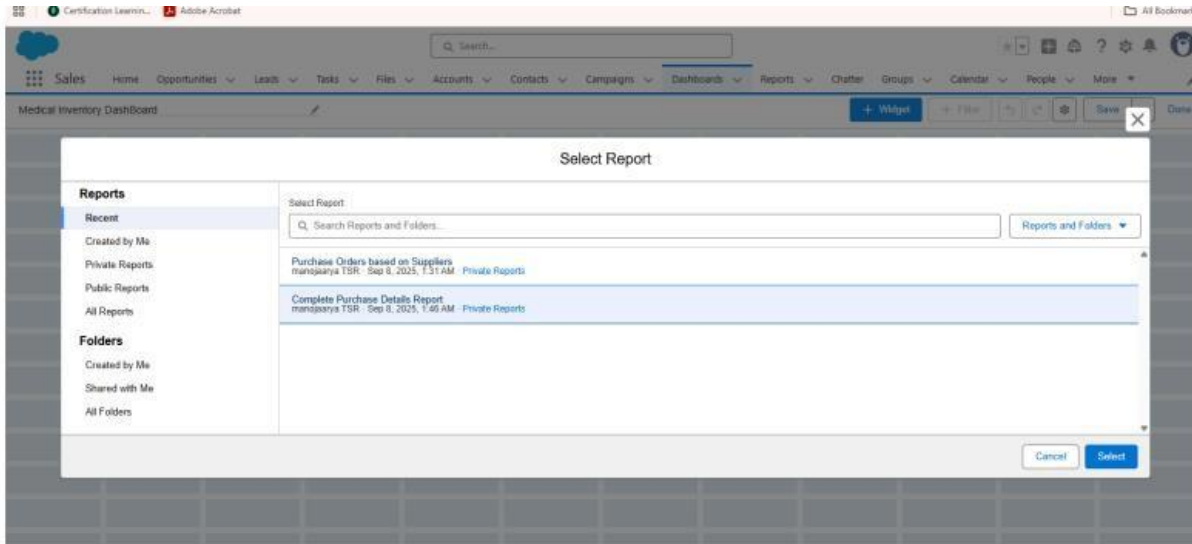 Certification Learnin... Adobe Acrobat All Bookmar
Search...
Sales Home Opportunities Leads Tasks Files Accounts Contacts Campaigns Dashboards Reports Chatter Groups Calendar People More
Medical Inventory DashBoard + Widget + Filter Save Done
Select Report
Reports
Recent
Created by Me
Private Reports
Public Reports
All Reports
Folders
Created by Me
Shared with Me
All Folders
Select Report
Search Reports and Folders...
Reports and Folders
Purchase Orders based on Suppliers
manojaarya TSR · Sep 8, 2025, 1:31 AM · Private Reports
Complete Purchase Details Report
manojaarya TSR · Sep 8, 2025, 1:46 AM · Private Reports
Cancel Select